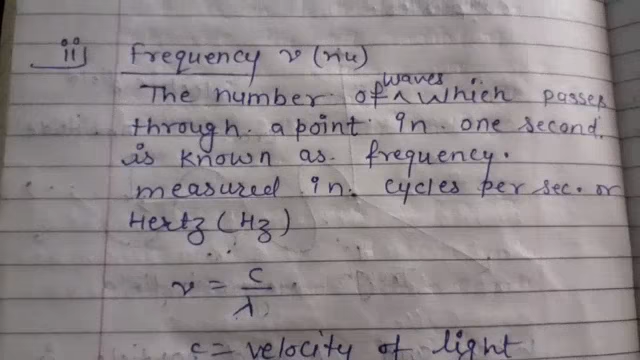 ii) Frequency ν (niu)
The number of ^ waves which passes
through a point in one second.
is known as frequency.
measured in cycles per sec. or
Hertz (Hz)
ν = c/λ
c = velocity of light